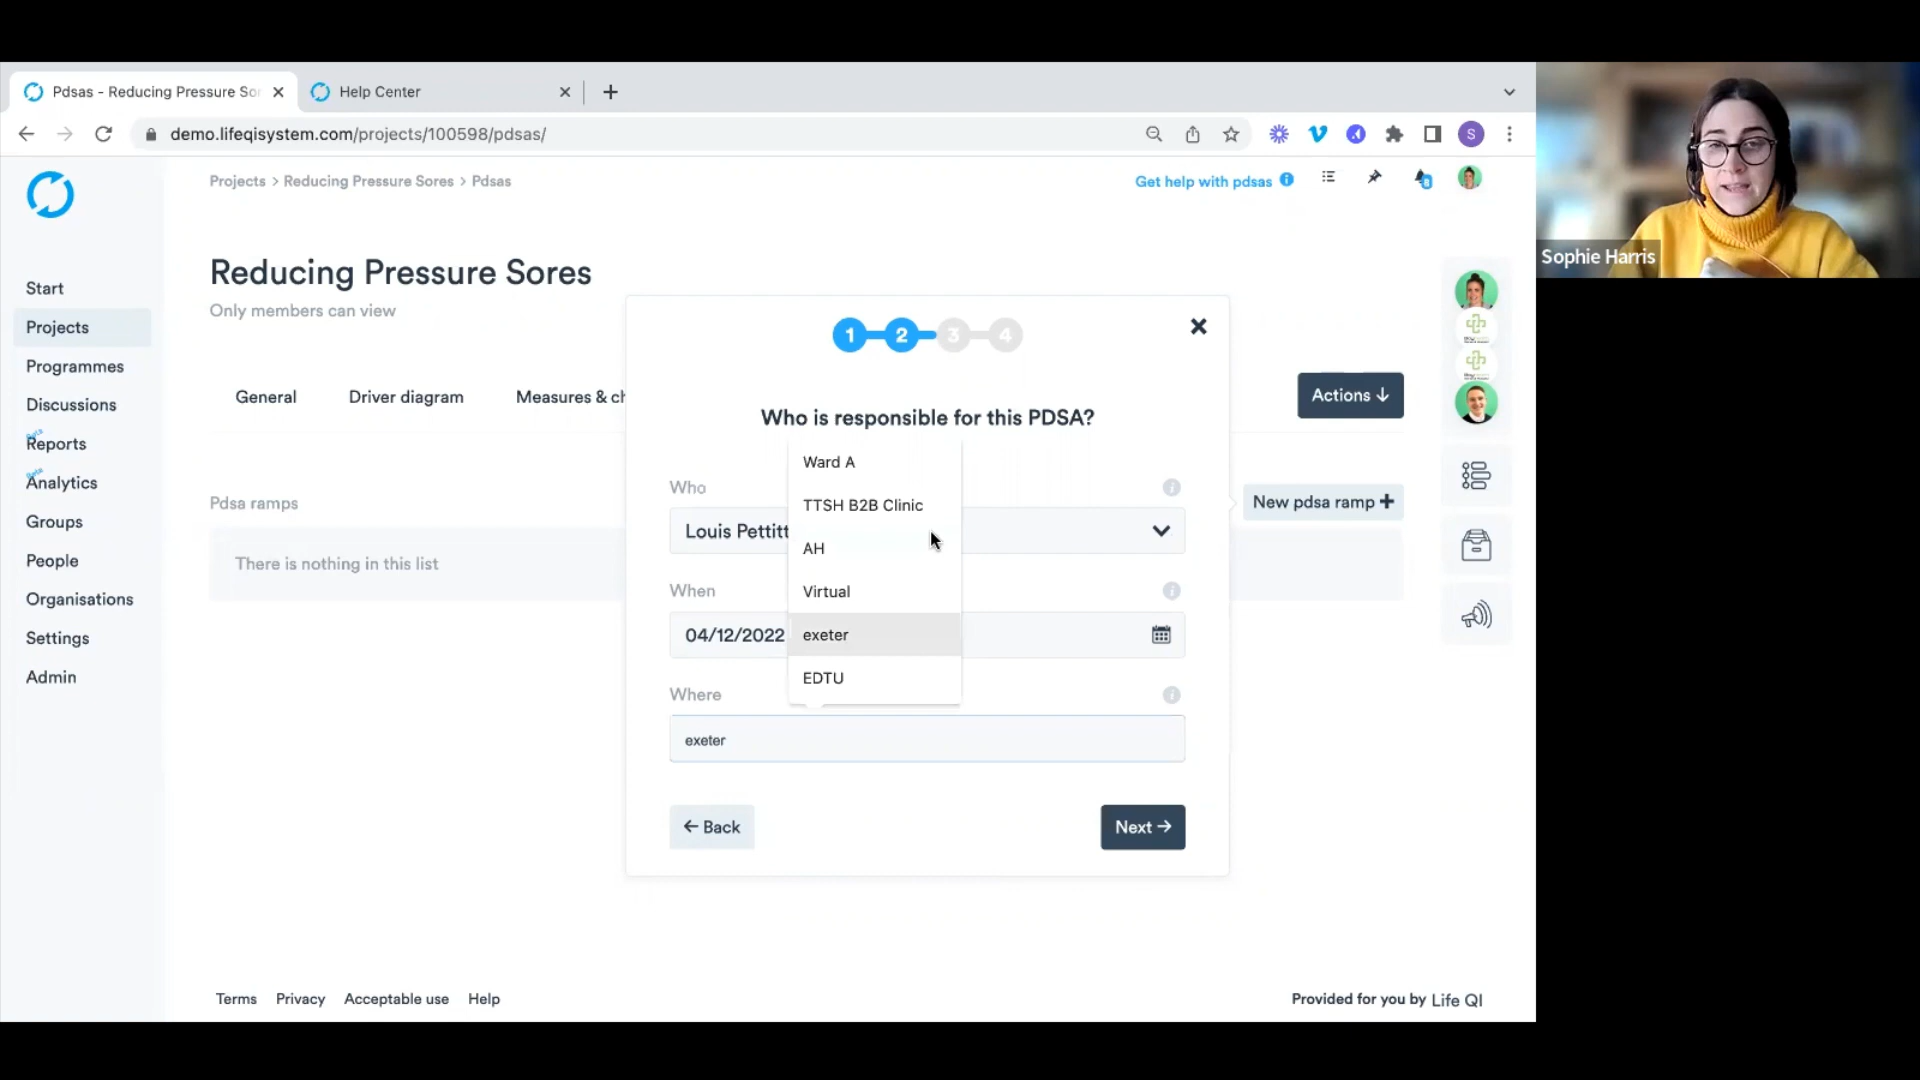 Pdsas - Reducing Pressure Sor
Help Center
demo.lifeqisystem.com/projects/100598/pdsas/
S
Projects > Reducing Pressure Sores > Pdsas
Get help with pdsas
8
Sophie Harris
Reducing Pressure Sores
Only members can view
Start
Projects
Programmes
Discussions
Beta
Reports
Beta
Analytics
Groups
People
Organisations
Settings
Admin
General
Driver diagram
Measures & ch
Actions ↓
Pdsa ramps
New pdsa ramp +
There is nothing in this list
1 2 3 4
Who is responsible for this PDSA?
Who
Louis Pettitt
When
04/12/2022
Where
exeter
Ward A
TTSH B2B Clinic
AH
Virtual
exeter
EDTU
← Back
Next →
Terms
Privacy
Acceptable use
Help
Provided for you by Life QI